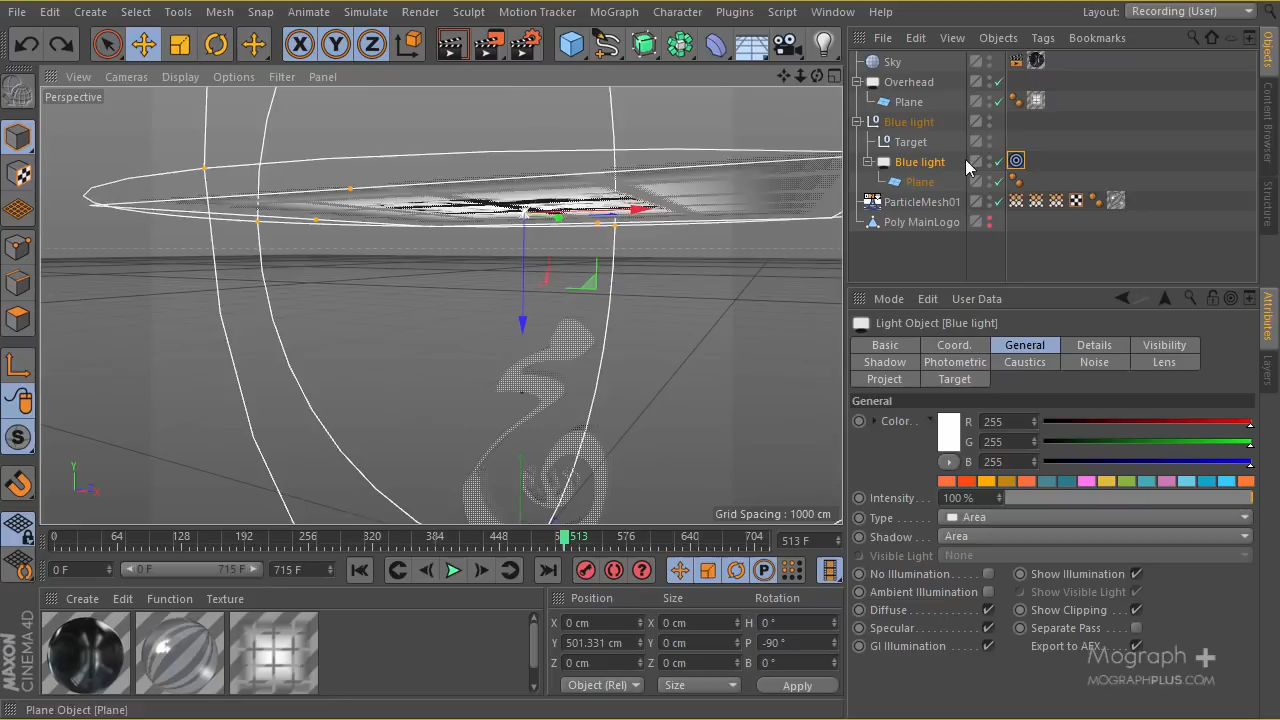 File Edit Create Select Tools Mesh Snap Animate Simulate Render Sculpt Motion Tracker MoGraph Character Plugins Script Window Help Layout: Recording (User)
File Edit View Objects Tags Bookmarks
View Cameras Display Options Filter Panel
Perspective
Sky
Overhead
Plane
Blue light
Target
Blue light
Plane
ParticleMesh01
Poly MainLogo
Objects
Content Browser
Structure
Mode Edit User Data
Light Object [Blue light]
Basic Coord. General Details Visibility
Shadow Photometric Caustics Noise Lens
Project Target
General
Color. . R 255
G 255
B 255
Intensity. 100 %
Type Area
Shadow Area
Visible Light None
No Illumination Show Illumination
Ambient Illumination Show Visible Light
Diffuse Show Clipping
Specular Separate Pass
GI Illumination Export to AEX
Attributes
Layers
Grid Spacing : 1000 cm
0 64 128 192 256 320 384 448 513 576 640 704 513 F
0 F 0 F 715 F 715 F
Create Edit Function Texture
Position Size Rotation
X 0 cm X 0 cm H 0 °
Y 501.331 cm Y 0 cm P -90 °
Z 0 cm Z 0 cm B 0 °
Object (Rel) Size Apply
MAXON
CINEMA 4D
Plane Object [Plane]
Y
Z
X
Mograph +
MOGRAPHPLUS.COM